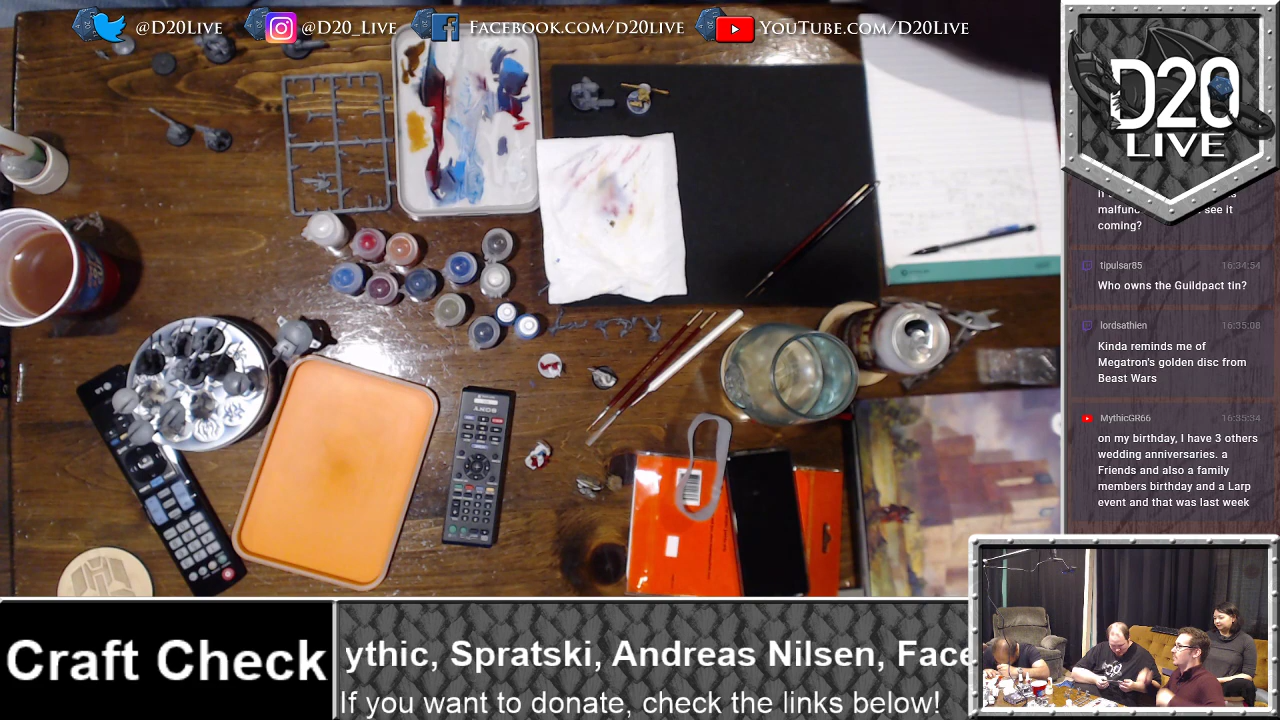 @D20Live
@D20_Live
Facebook.com/d20live
YouTube.com/D20Live
D20
LIVE
malfunc
see it
coming?
tipulsar85 16:34:54
Who owns the Guildpact tin?
lordsathien 16:35:08
Kinda reminds me of
Megatron's golden disc from
Beast Wars
MythicGR66 16:35:34
on my birthday, I have 3 others
wedding anniversaries. a
Friends and also a family
members birthday and a Larp
event and that was last week
SONY
LG
Craft Check
ythic, Spratski, Andreas Nilsen, Face
If you want to donate, check the links below!